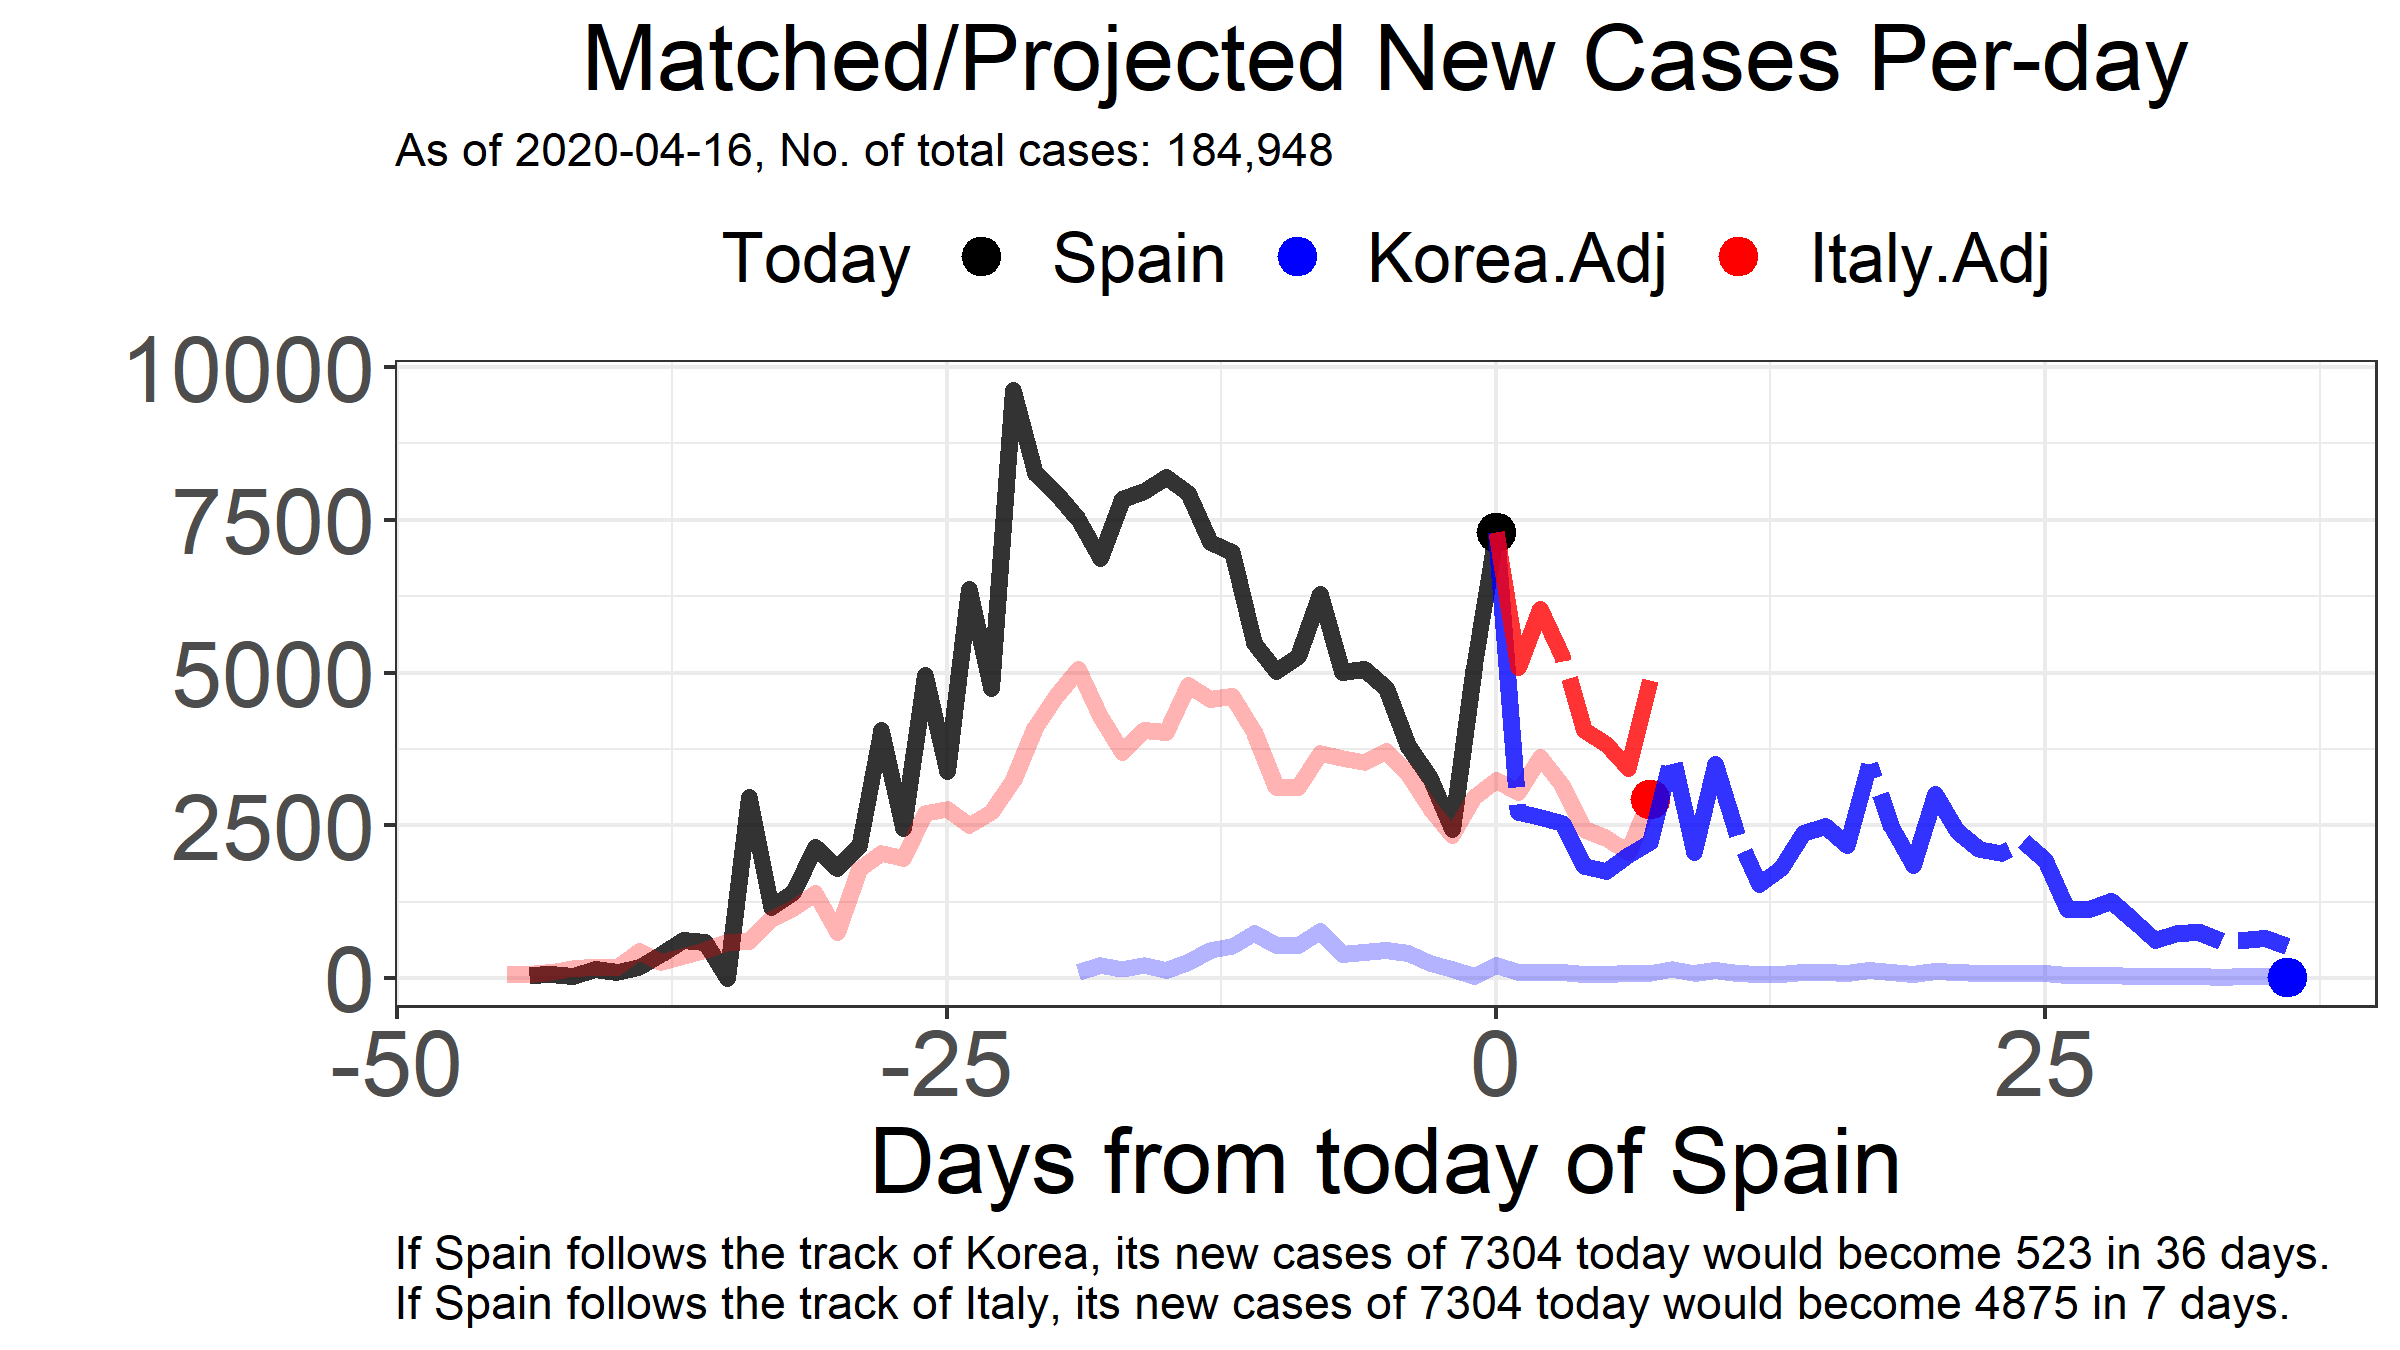 Matched/Projected New Cases Per-day
As of 2020-04-16, No. of total cases: 184,948
Today Spain Korea.Adj Italy.Adj
10000
7500
5000
2500
0
-50 -25 0 25
Days from today of Spain
If Spain follows the track of Korea, its new cases of 7304 today would become 523 in 36 days.
If Spain follows the track of Italy, its new cases of 7304 today would become 4875 in 7 days.